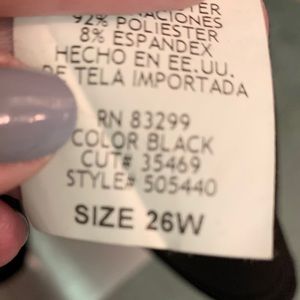 92% POLIESTER
8% ESPANDEX
HECHO EN EE.UU.
DE TELA IMPORTADA
RN 83299
COLOR BLACK
CUT# 35469
STYLE# 505440
SIZE 26W